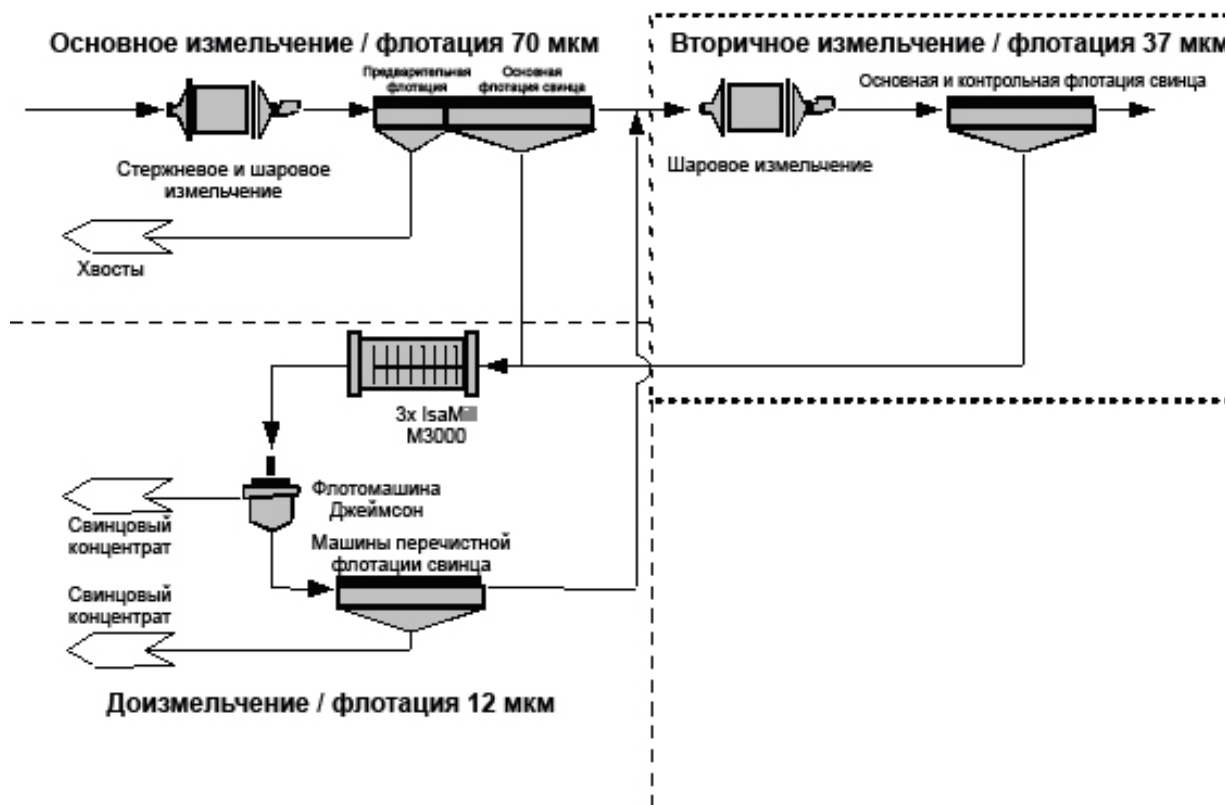 Основное измельчение / флотация 70 мкм
Вторичное измельчение / флотация 37 мкм
Предварительная
флотация
Основная
флотация свинца
Основная и контрольная флотация свинца
Стержневое и шаровое
измельчение
Шаровое измельчение
Хвосты
3x IsaM
M3000
Флотомашина
Джеймсон
Свинцовый
концентрат
Машины перечистной
флотации свинца
Свинцовый
концентрат
Доизмельчение / флотация 12 мкм